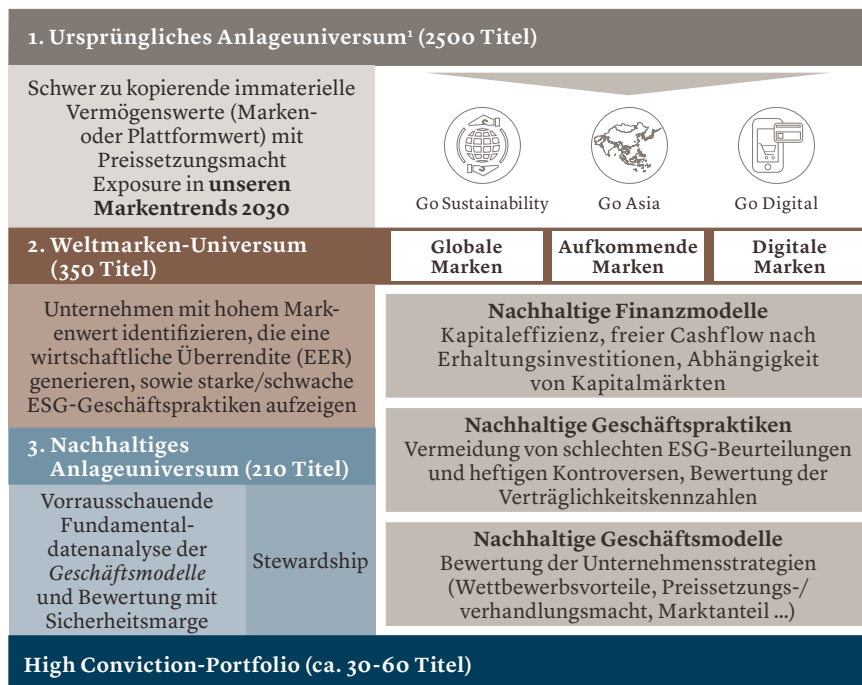 1. Ursprüngliches Anlageuniversum¹ (2500 Titel)
Schwer zu kopierende immaterielle
Vermögenswerte (Marken-
oder Plattformwert) mit
Preissetzungsmacht
Exposure in unseren
Markentrends 2030
Go Sustainability
Go Asia
Go Digital
2. Weltmarken-Universum
(350 Titel)
Globale
Marken
Aufkommende
Marken
Digitale
Marken
Unternehmen mit hohem Mark-
enwert identifizieren, die eine
wirtschaftliche Überrendite (EER)
generieren, sowie starke/schwache
ESG-Geschäftspraktiken aufzeigen
Nachhaltige Finanzmodelle
Kapitaleffizienz, freier Cashflow nach
Erhaltungsinvestitionen, Abhängigkeit
von Kapitalmärkten
3. Nachhaltiges
Anlageuniversum (210 Titel)
Nachhaltige Geschäftspraktiken
Vermeidung von schlechten ESG-Beurteilungen
und heftigen Kontroversen, Bewertung der
Verträglichkeitskennzahlen
Vorrausschauende
Fundamental-
datenanalyse der
Geschäftsmodelle
und Bewertung mit
Sicherheitsmarge
Stewardship
Nachhaltige Geschäftsmodelle
Bewertung der Unternehmensstrategien
(Wettbewerbsvorteile, Preissetzungs-/
verhandlungsmacht, Marktanteil ...)
High Conviction-Portfolio (ca. 30-60 Titel)